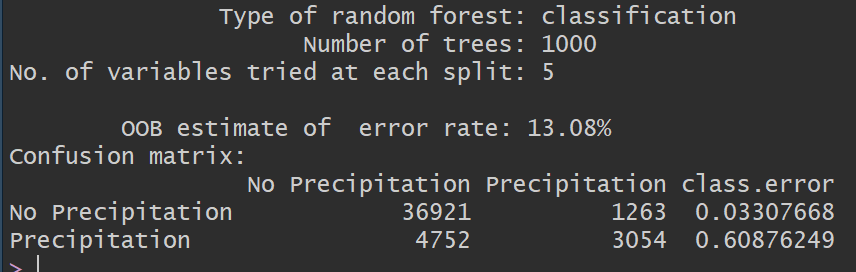 Type of random forest: classification
Number of trees: 1000
No. of variables tried at each split: 5
OOB estimate of  error rate: 13.08%
Confusion matrix:
No Precipitation Precipitation class.error
No Precipitation 36921 1263 0.03307668
Precipitation 4752 3054 0.60876249
>